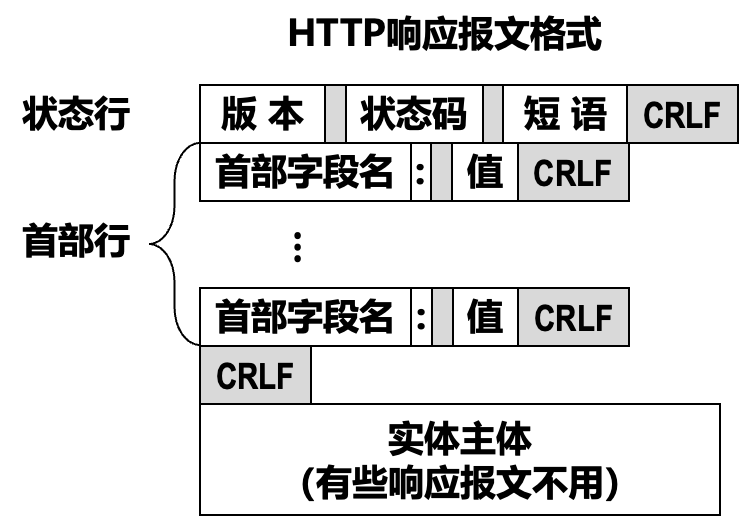 HTTP响应报文格式
状态行 版本 状态码 短语 CRLF
首部字段名 : 值 CRLF
首部行 ⋮
首部字段名 : 值 CRLF
CRLF
实体主体
(有些响应报文不用)